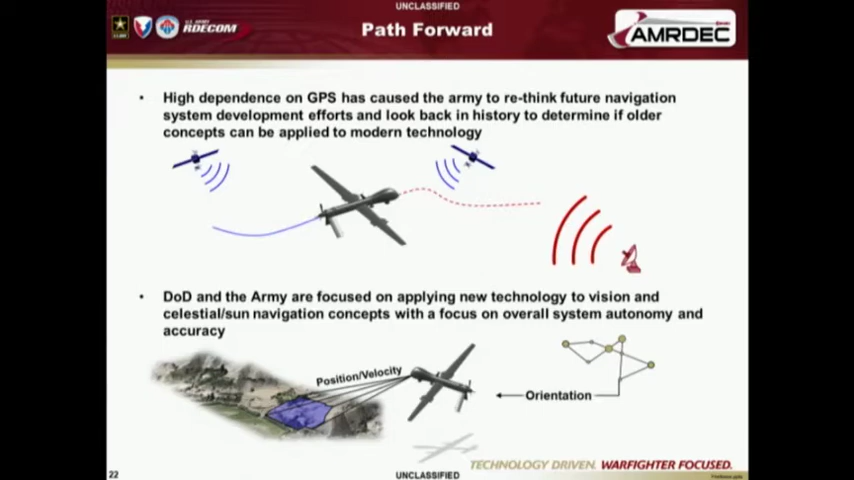 UNCLASSIFIED
U.S. ARMY
RDECOM
Path Forward
AMRDEC
• High dependence on GPS has caused the army to re-think future navigation
system development efforts and look back in history to determine if older
concepts can be applied to modern technology
• DoD and the Army are focused on applying new technology to vision and
celestial/sun navigation concepts with a focus on overall system autonomy and
accuracy
Position/Velocity
Orientation
TECHNOLOGY DRIVEN. WARFIGHTER FOCUSED.
22
UNCLASSIFIED